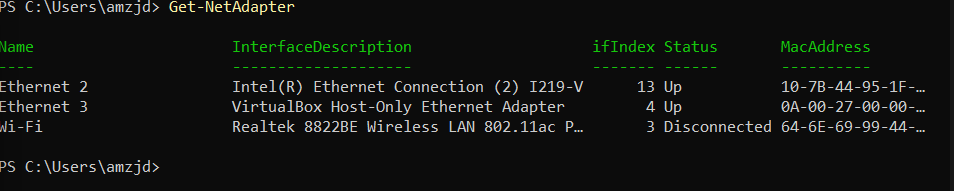 PS C:\Users\amzjd> Get-NetAdapter
Name InterfaceDescription ifIndex Status MacAddress
---- -------------------- ------- ------ ----------
Ethernet 2 Intel(R) Ethernet Connection (2) I219-V 13 Up 10-7B-44-95-1F-…
Ethernet 3 VirtualBox Host-Only Ethernet Adapter 4 Up 0A-00-27-00-00-…
Wi-Fi Realtek 8822BE Wireless LAN 802.11ac P… 3 Disconnected 64-6E-69-99-44-…
PS C:\Users\amzjd>